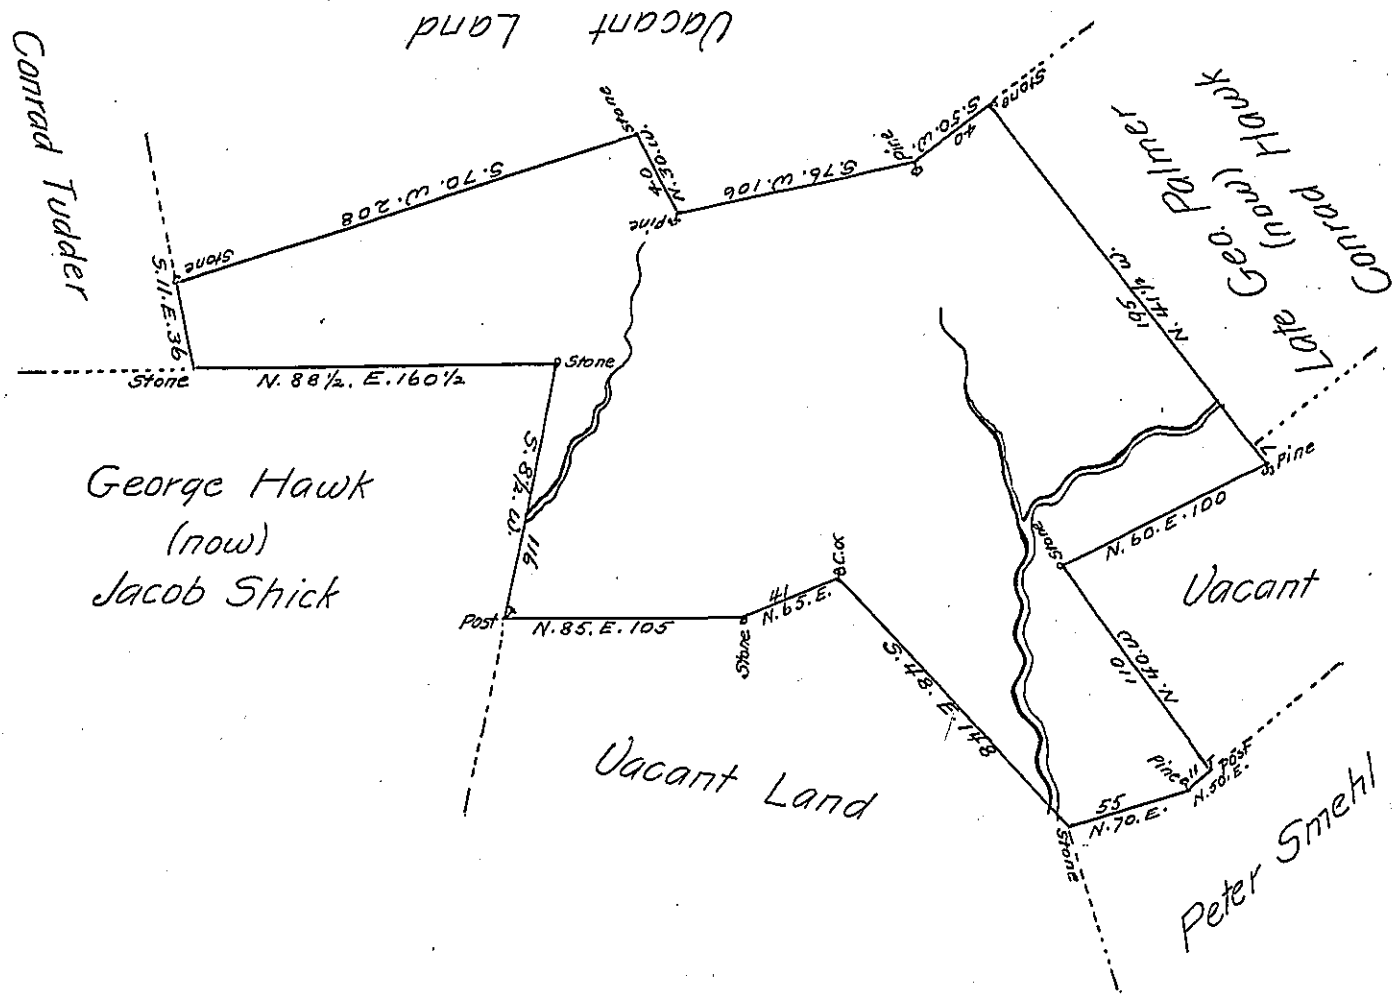 Vacant Land
Conrad Tudder
Stone
N.30.W.
40
Pine
S.76.W.106
Pine
S.50.W.
40
Stone
Late Geo. Palmer
(now)
Conrad Hawk
S.70.W.208
Stone
S.11.E.36
Stone
N.88½.E.160½
Stone
N.41½W.
195
Pine
N.60.E.100
Stone
George Hawk
(now)
Jacob Shick
S.8½.W.
116
Post
N.85.E.105
Stone
41
N.65.E.
S.48.E.148
Vacant
N.40.W
110
Vacant Land
Pine
11
Post
N.50.E.
55
N.70.E.
Stone
Peter Smehl